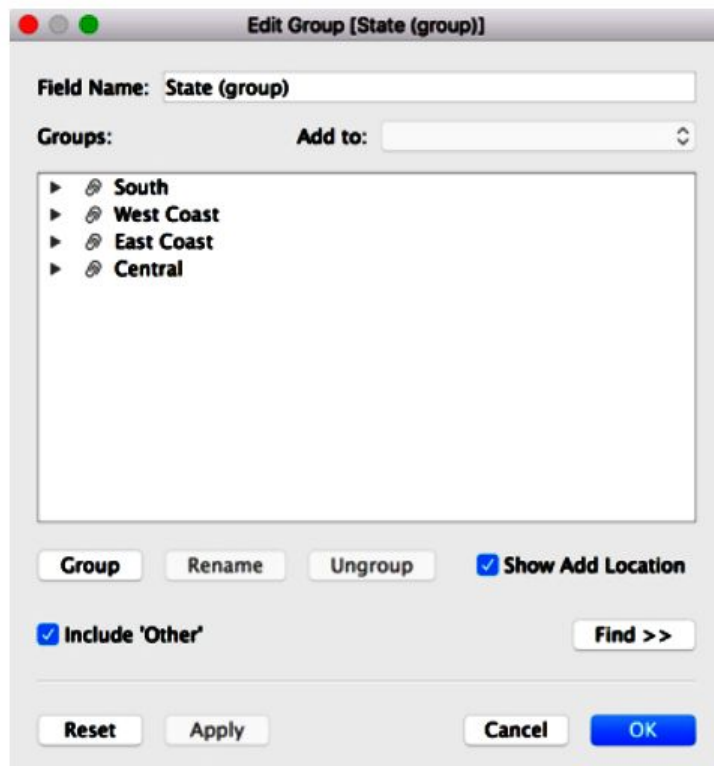 Edit Group [State (group)]
Field Name: State (group)
Groups: Add to:
South
West Coast
East Coast
Central
Group Rename Ungroup Show Add Location
Include 'Other' Find >>
Reset Apply Cancel OK